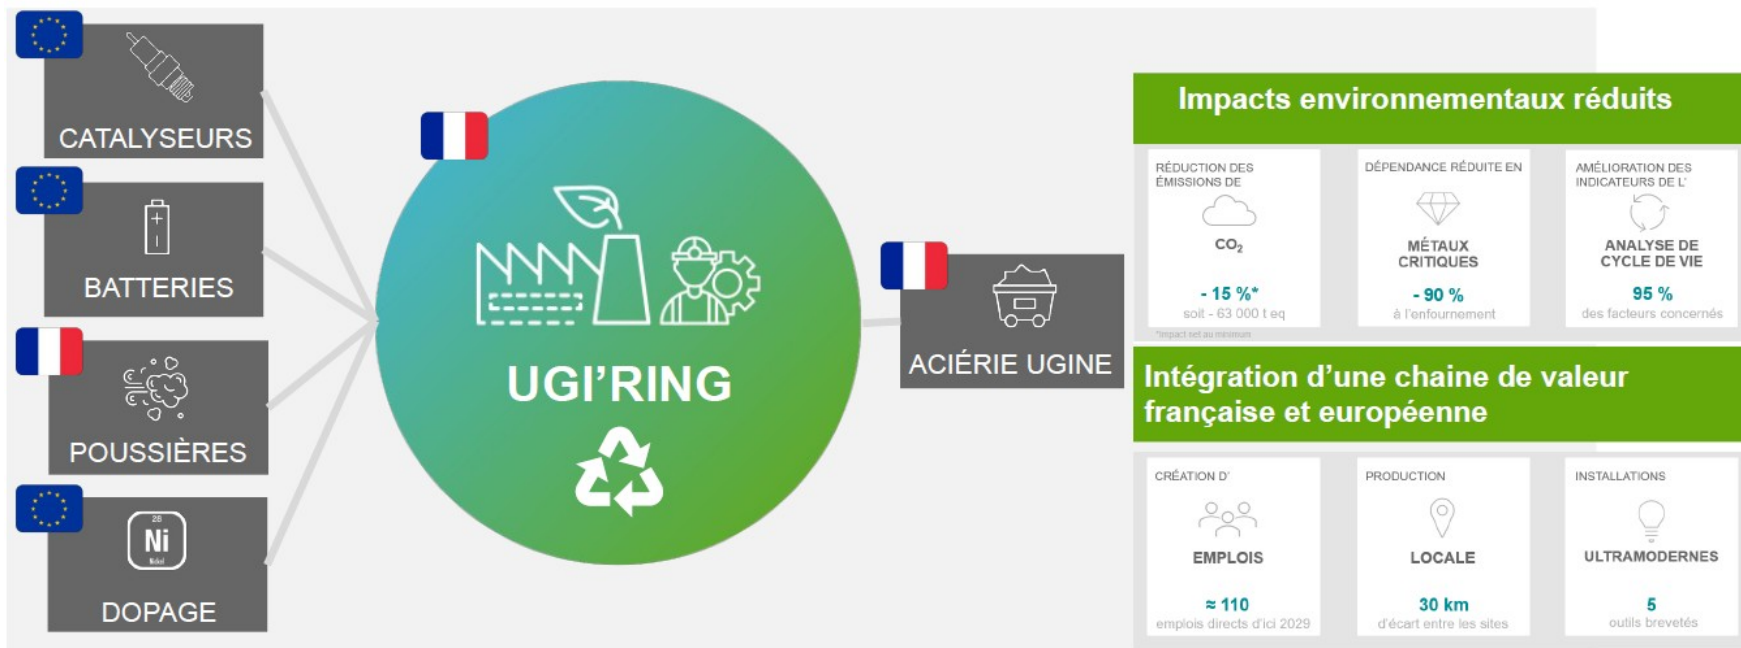 CATALYSEURS
BATTERIES
POUSSIÈRES
28
Ni
Nickel
DOPAGE
UGI’RING
ACIÉRIE UGINE
Impacts environnementaux réduits
RÉDUCTION DES
ÉMISSIONS DE
CO₂
- 15 %*
soit - 63 000 t eq
*impact net au minimum
DÉPENDANCE RÉDUITE EN
MÉTAUX
CRITIQUES
- 90 %
à l’enfournement
AMÉLIORATION DES
INDICATEURS DE L’
ANALYSE DE
CYCLE DE VIE
95 %
des facteurs concernés
Intégration d’une chaine de valeur
française et européenne
CRÉATION D’
EMPLOIS
≈ 110
emplois directs d’ici 2029
PRODUCTION
LOCALE
30 km
d’écart entre les sites
INSTALLATIONS
ULTRAMODERNES
5
outils brevetés